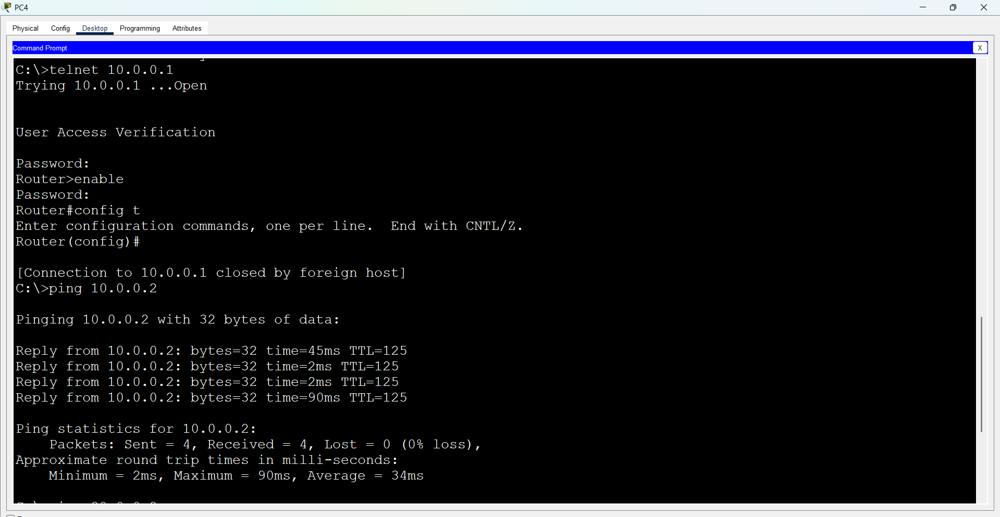 PC4
Physical Config Desktop Programming Attributes
Command Prompt X
C:\>telnet 10.0.0.1
Trying 10.0.0.1 ...Open
User Access Verification
Password:
Router>enable
Password:
Router#config t
Enter configuration commands, one per line.  End with CNTL/Z.
Router(config)#
[Connection to 10.0.0.1 closed by foreign host]
C:\>ping 10.0.0.2
Pinging 10.0.0.2 with 32 bytes of data:
Reply from 10.0.0.2: bytes=32 time=45ms TTL=125
Reply from 10.0.0.2: bytes=32 time=2ms TTL=125
Reply from 10.0.0.2: bytes=32 time=2ms TTL=125
Reply from 10.0.0.2: bytes=32 time=90ms TTL=125
Ping statistics for 10.0.0.2:
Packets: Sent = 4, Received = 4, Lost = 0 (0% loss),
Approximate round trip times in milli-seconds:
Minimum = 2ms, Maximum = 90ms, Average = 34ms